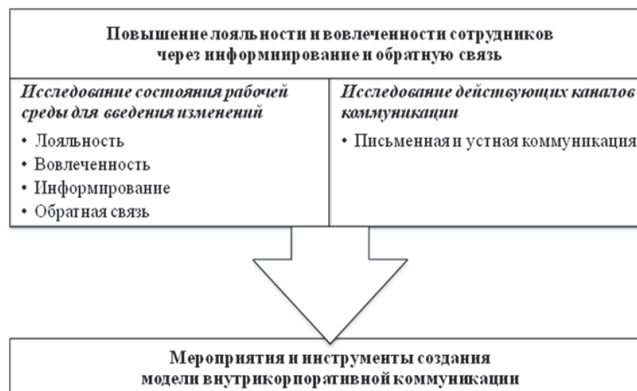 Повышение лояльности и вовлеченности сотрудников
через информнирование и обратную связь
Исследование состояния рабочей
среды для введения изменений
• Лояльность
• Вовлеченность
• Информирование
• Обратная связь
Исследование действующих каналов
коммуникации
• Письменная и устная коммуникация
Мероприятия и инструменты создания
модели внутрикорпоративной коммуникации